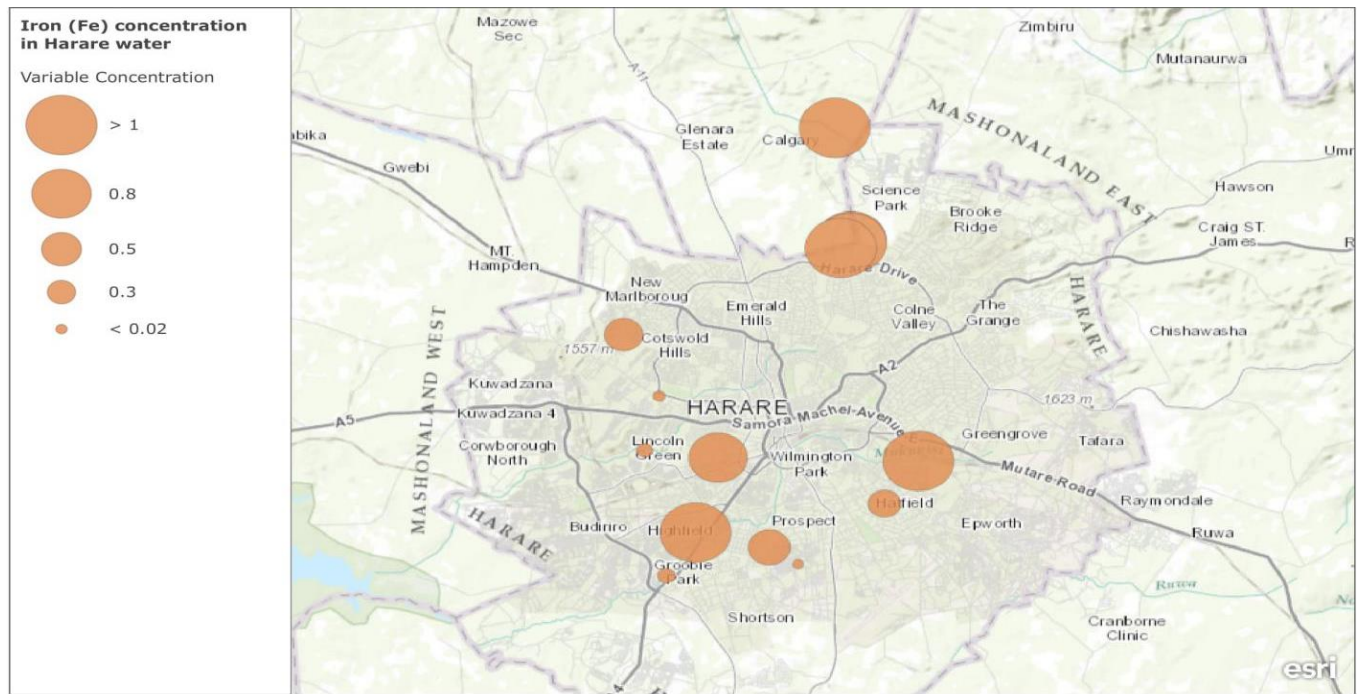 Iron (Fe) concentration
in Harare water
Variable Concentration
> 1
0.8
0.5
0.3
< 0.02
Mazowe
Sec
Zimbiru
Mutanaurwa
A11
abika
Gwebi
Glenara
Estate
Calgary
MASHONALAND EAST
Umr
Science
Park
Hawson
Brooke
Ridge
Craig ST.
James
R
MT.
Hampden
Harare Drive
New
Marlboroug
Emerald
Hills
Colne
Valley
The
Grange
HARARE
Chishawasha
1557 m
Cotswold
Hills
A2
MASHONALAND WEST
Kuwadzana
HARARE
1623 m
A5
Kuwadzana 4
Samora Machel Avenue E
Corwborough
North
Lincoln
Green
Wilmington
Park
Greengrove
Tafara
Mutare Road
Raymondale
Hatfield
HARARE
Budiriro
Highfield
Prospect
Epworth
Ruwa
Groobie
Park
Ruwa
Shortson
Cranborne
Clinic
4
esri